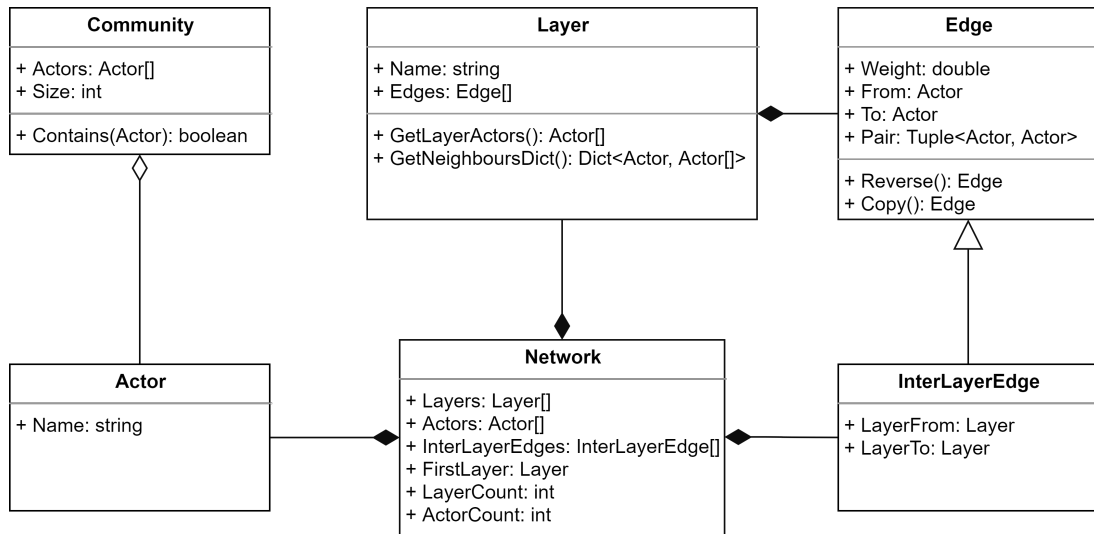 Community
+ Actors: Actor[]
+ Size: int
+ Contains(Actor): boolean
Layer
+ Name: string
+ Edges: Edge[]
+ GetLayerActors(): Actor[]
+ GetNeighboursDict(): Dict<Actor, Actor[]>
Edge
+ Weight: double
+ From: Actor
+ To: Actor
+ Pair: Tuple<Actor, Actor>
+ Reverse(): Edge
+ Copy(): Edge
Actor
+ Name: string
Network
+ Layers: Layer[]
+ Actors: Actor[]
+ InterLayerEdges: InterLayerEdge[]
+ FirstLayer: Layer
+ LayerCount: int
+ ActorCount: int
InterLayerEdge
+ LayerFrom: Layer
+ LayerTo: Layer